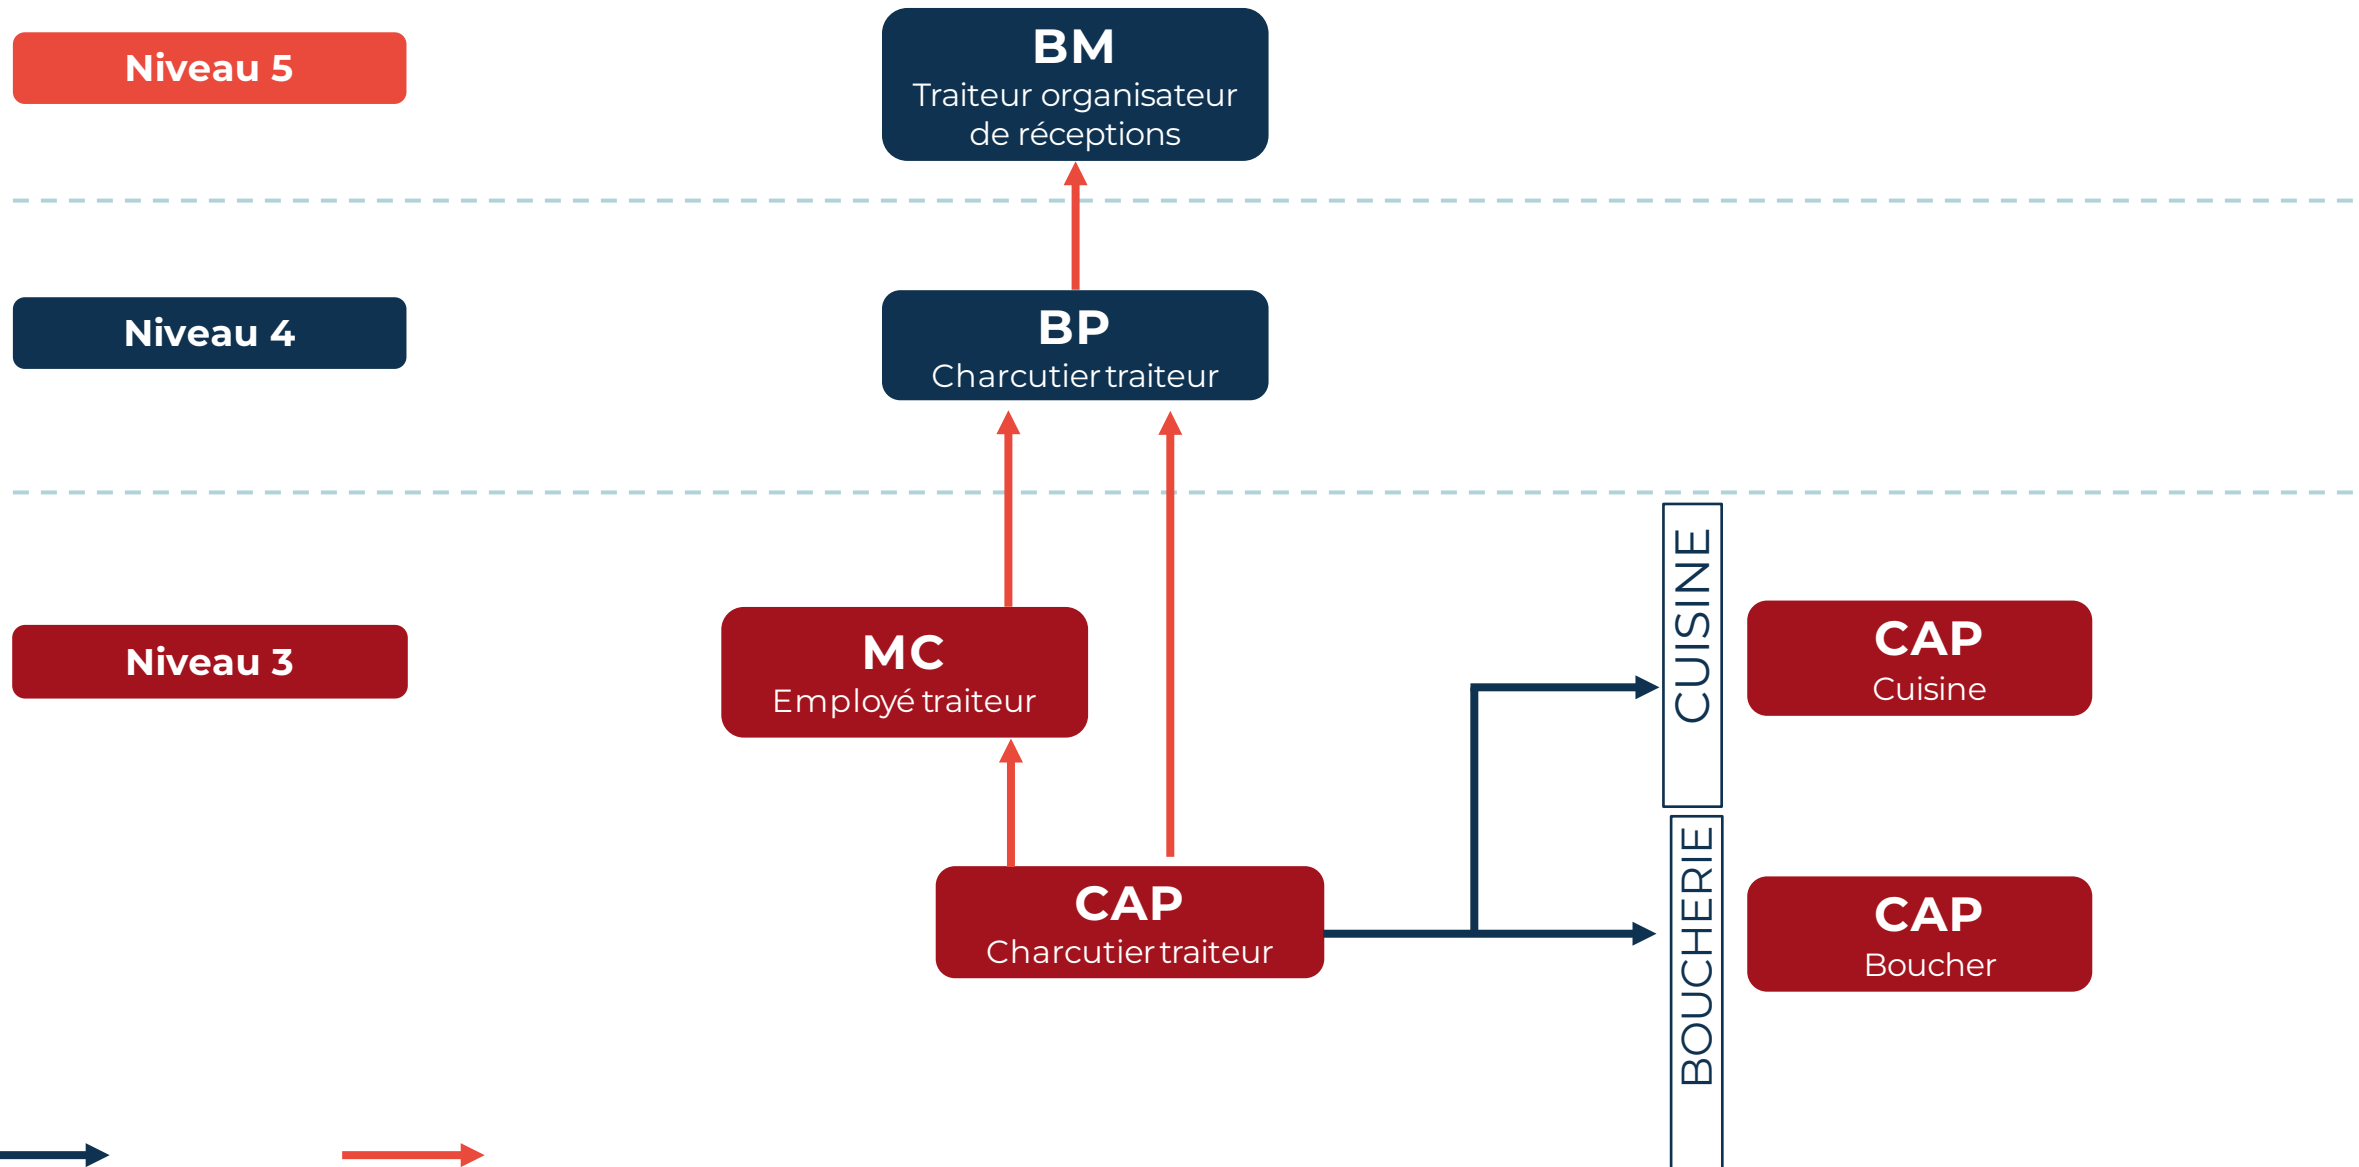 Niveau 5
BM
Traiteur organisateur
de réceptions
Niveau 4
BP
Charcutier traiteur
Niveau 3
MC
Employé traiteur
CUISINE
CAP
Cuisine
CAP
Charcutier traiteur
BOUCHERIE
CAP
Boucher